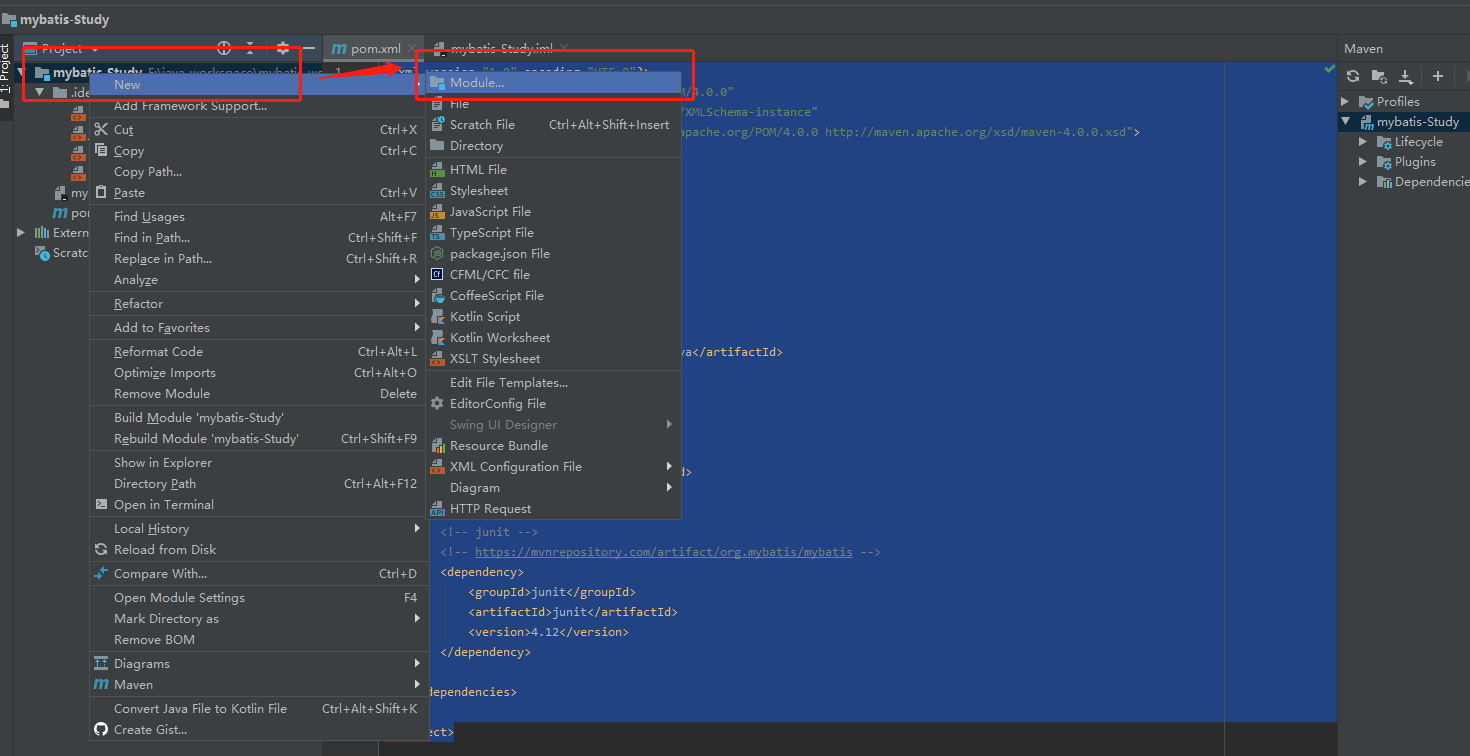 mybatis-Study
1: Project
Project
pom.xml
mybatis-Study.iml
Maven
mybatis-Study
New
Add Framework Support...
Cut Ctrl+X
Copy Ctrl+C
Copy Path...
Paste Ctrl+V
Find Usages Alt+F7
Find in Path... Ctrl+Shift+F
Replace in Path... Ctrl+Shift+R
Analyze
Refactor
Add to Favorites
Reformat Code Ctrl+Alt+L
Optimize Imports Ctrl+Alt+O
Remove Module Delete
Build Module 'mybatis-Study'
Rebuild Module 'mybatis-Study' Ctrl+Shift+F9
Show in Explorer
Directory Path Ctrl+Alt+F12
Open in Terminal
Local History
Reload from Disk
Compare With... Ctrl+D
Open Module Settings F4
Mark Directory as
Remove BOM
Diagrams
Maven
Convert Java File to Kotlin File Ctrl+Alt+Shift+K
Create Gist...
.ide
my
pom
Extern
Scratc
Module...
File
Scratch File Ctrl+Alt+Shift+Insert
Directory
HTML File
Stylesheet
JavaScript File
TypeScript File
package.json File
CFML/CFC file
CoffeeScript File
Kotlin Script
Kotlin Worksheet
XSLT Stylesheet
Edit File Templates...
EditorConfig File
Swing UI Designer
Resource Bundle
XML Configuration File
Diagram
HTTP Request
1
version="1.0" encoding="UTF-8"?>
M/4.0.0"
/XMLSchema-instance"
apache.org/POM/4.0.0 http://maven.apache.org/xsd/maven-4.0.0.xsd">
va</artifactId>
d>
<!-- junit -->
<!-- https://mvnrepository.com/artifact/org.mybatis/mybatis -->
<dependency>
<groupId>junit</groupId>
<artifactId>junit</artifactId>
<version>4.12</version>
</dependency>
dependencies>
ect>
Profiles
mybatis-Study
Lifecycle
Plugins
Dependencie